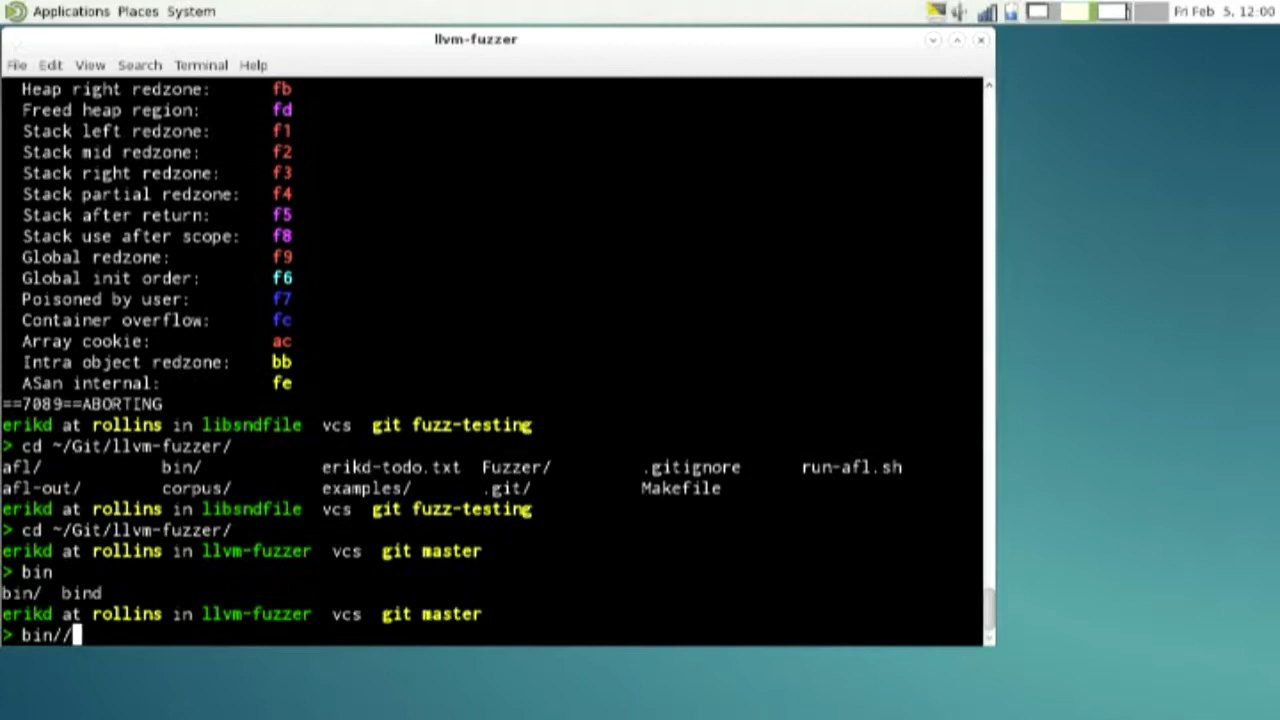 Applications Places System Fri Feb 5, 12:00
llvm-fuzzer
File Edit View Search Terminal Help
Heap right redzone: fb
Freed heap region: fd
Stack left redzone: f1
Stack mid redzone: f2
Stack right redzone: f3
Stack partial redzone: f4
Stack after return: f5
Stack use after scope: f8
Global redzone: f9
Global init order: f6
Poisoned by user: f7
Container overflow: fc
Array cookie: ac
Intra object redzone: bb
ASan internal: fe
==7089==ABORTING
erikd at rollins in libsndfile vcs git fuzz-testing
> cd ~/Git/llvm-fuzzer/
afl/ bin/ erikd-todo.txt Fuzzer/ .gitignore run-afl.sh
afl-out/ corpus/ examples/ .git/ Makefile
erikd at rollins in libsndfile vcs git fuzz-testing
> cd ~/Git/llvm-fuzzer/
erikd at rollins in llvm-fuzzer vcs git master
> bin
bin/ bind
erikd at rollins in llvm-fuzzer vcs git master
> bin//